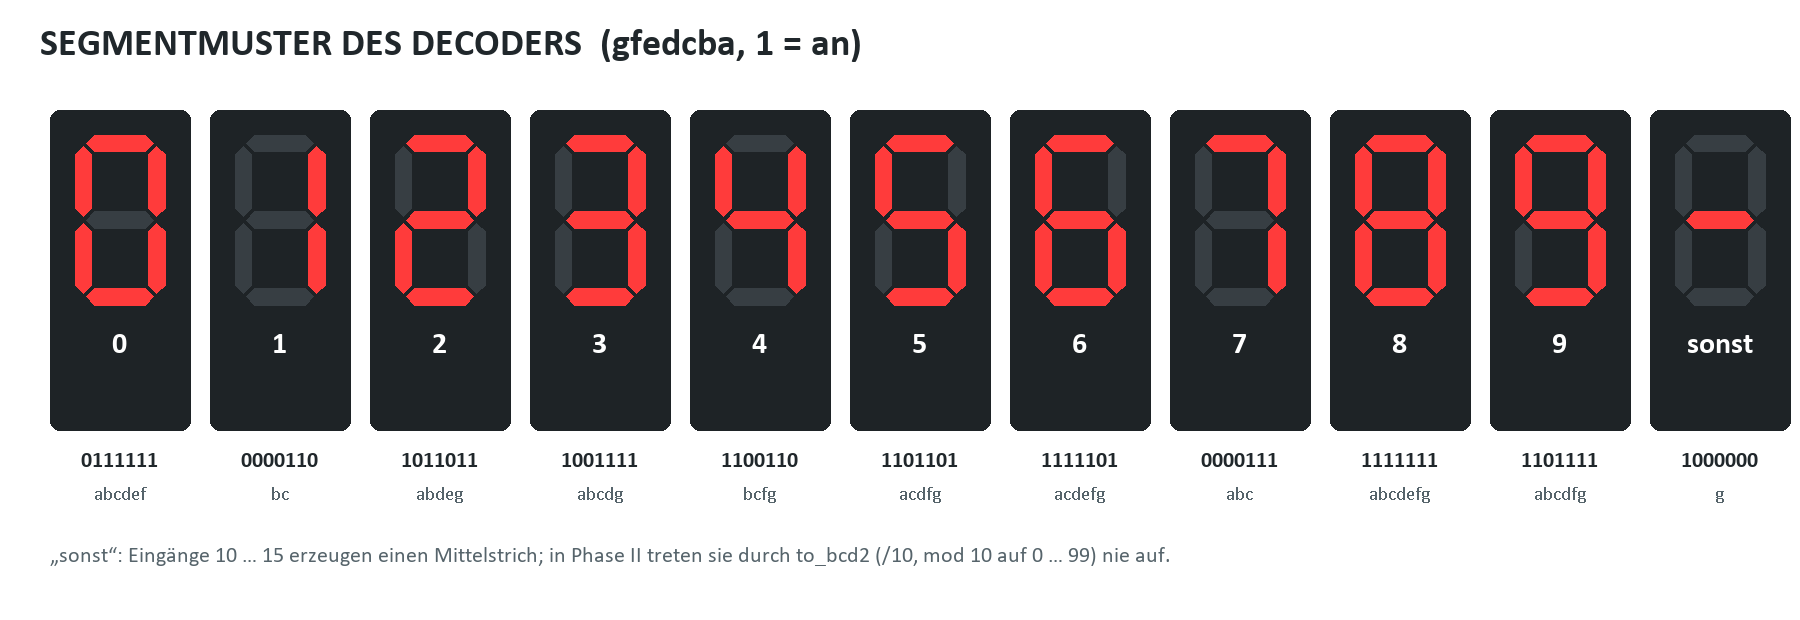 SEGMENTMUSTER DES DECODERS (gfedcba, 1 = an)
0 1 2 3 4 5 6 7 8 9 sonst
0111111 0000110 1011011 1001111 1100110 1101101 1111101 0000111 1111111 1101111 1000000
abcdef bc abdeg abcdg bcfg acdfg acdefg abc abcdefg abcdfg g
„sonst“: Eingänge 10 … 15 erzeugen einen Mittelstrich; in Phase II treten sie durch to_bcd2 (/10, mod 10 auf 0 … 99) nie auf.